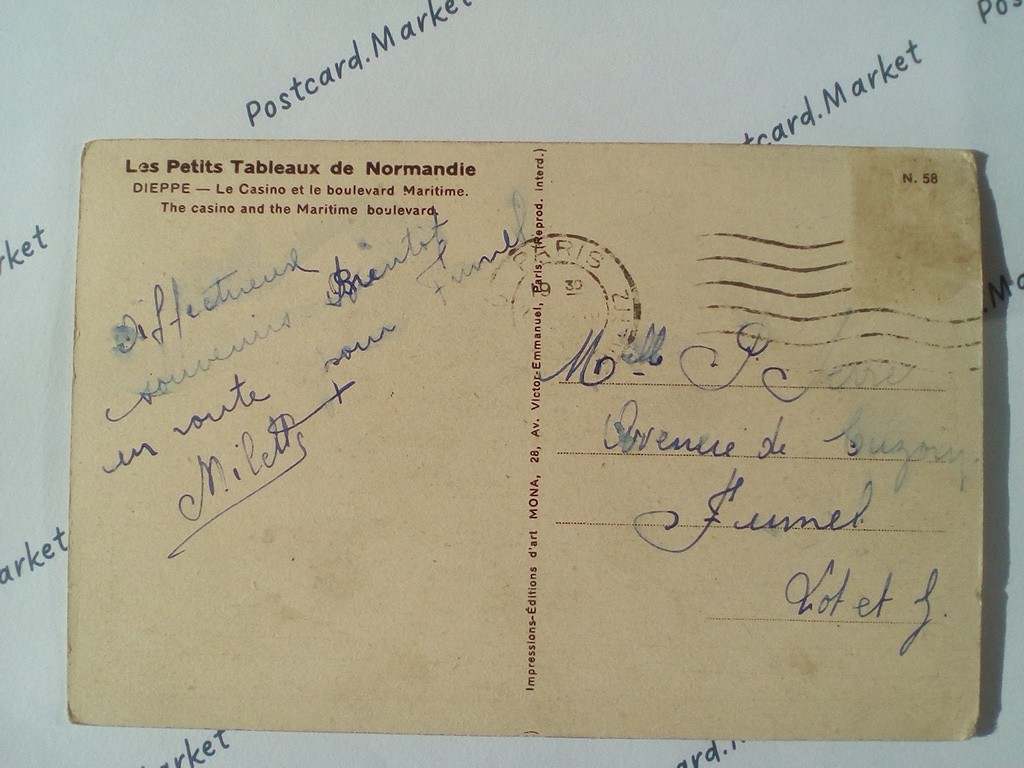 Postcard.Market
Postcard.Market
Les Petits Tableaux de Normandie
DIEPPE — Le Casino et le boulevard Maritime.
The casino and the Maritime boulevard.
N. 58
Affectueux
souvenirs Bientôt
en route pour Fumel
Milette
Impressions-Éditions d'art MONA, 28, Av. Victor-Emmanuel, Paris. (Reprod. interd.)
PARIS
30
Melle P.
Avenue de
Fumel
Lot et G.